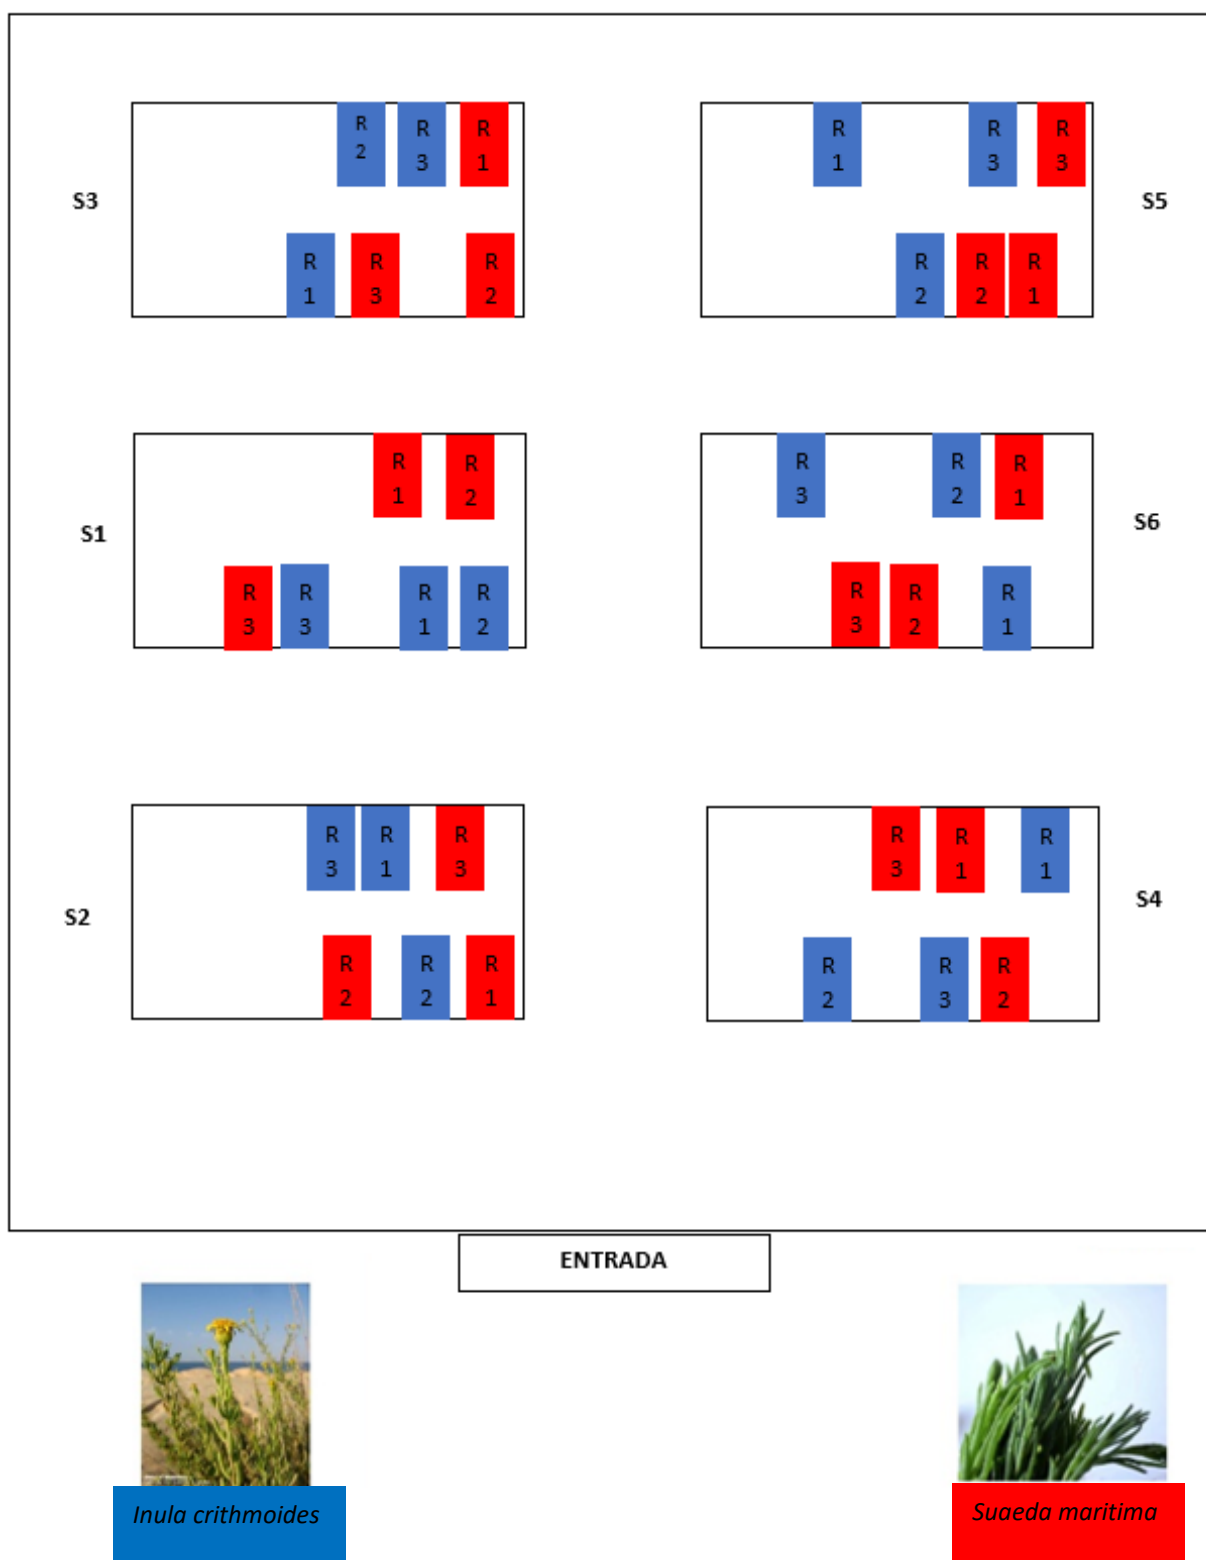 R R R
2 3 1
S3
R R R
1 3 2
R R R
1 3 3
S5
R R R
2 2 1
R R
1 2
S1
R R R R
3 3 1 2
R R R
3 2 1
S6
R R R
3 2 1
R R R
3 1 3
S2
R R R
2 2 1
R R R
3 1 1
S4
R R R
2 3 2
ENTRADA
Inula crithmoides
Suaeda maritima